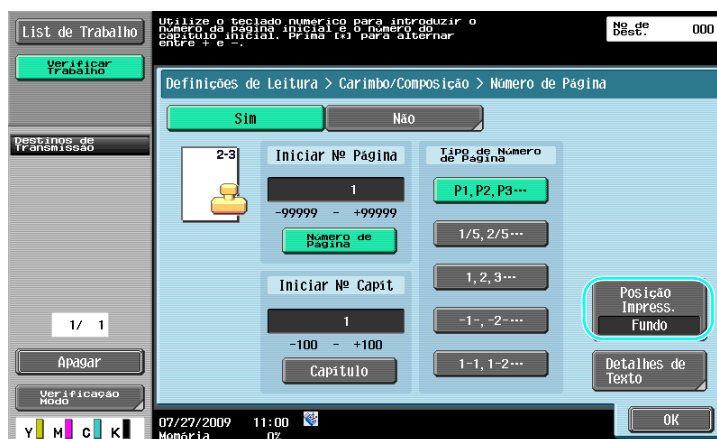 List de Trabalho
Utilize o teclado numérico para introduzir o
número da página inicial e o número do
capítulo inicial. Prima [*] para alternar
entre + e -.
Nº de
Dest.
000
Verificar
Trabalho
Definições de Leitura > Carimbo/Composição > Número de Página
Sim
Não
Destinos de
Transmissão
2-3
Iniciar Nº Página
Tipo de Número
de Página
1
P1,P2,P3···
-99999 - +99999
Número de
Página
1/5,2/5···
Iniciar Nº Capít
1,2,3···
Posição
Impress.
Fundo
1/ 1
1
-1-,-2-···
-100 - +100
Apagar
Capítulo
1-1,1-2···
Detalhes de
Texto
Verificação
Modo
OK
Y M C K
07/27/2009 11:00
Memória 0%